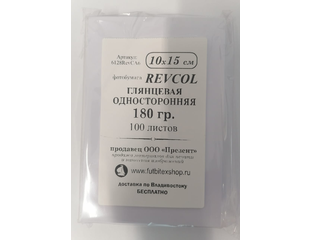 Артикул:
10x15 см
фотобумага REVCOL
ГЛЯНЦЕВАЯ
ОДНОСТОРОННЯЯ
180 гр.
100 листов
продавец ООО «Презент»
www.futbitexshop.ru
доставка по Владивостоку
БЕСПЛАТНО